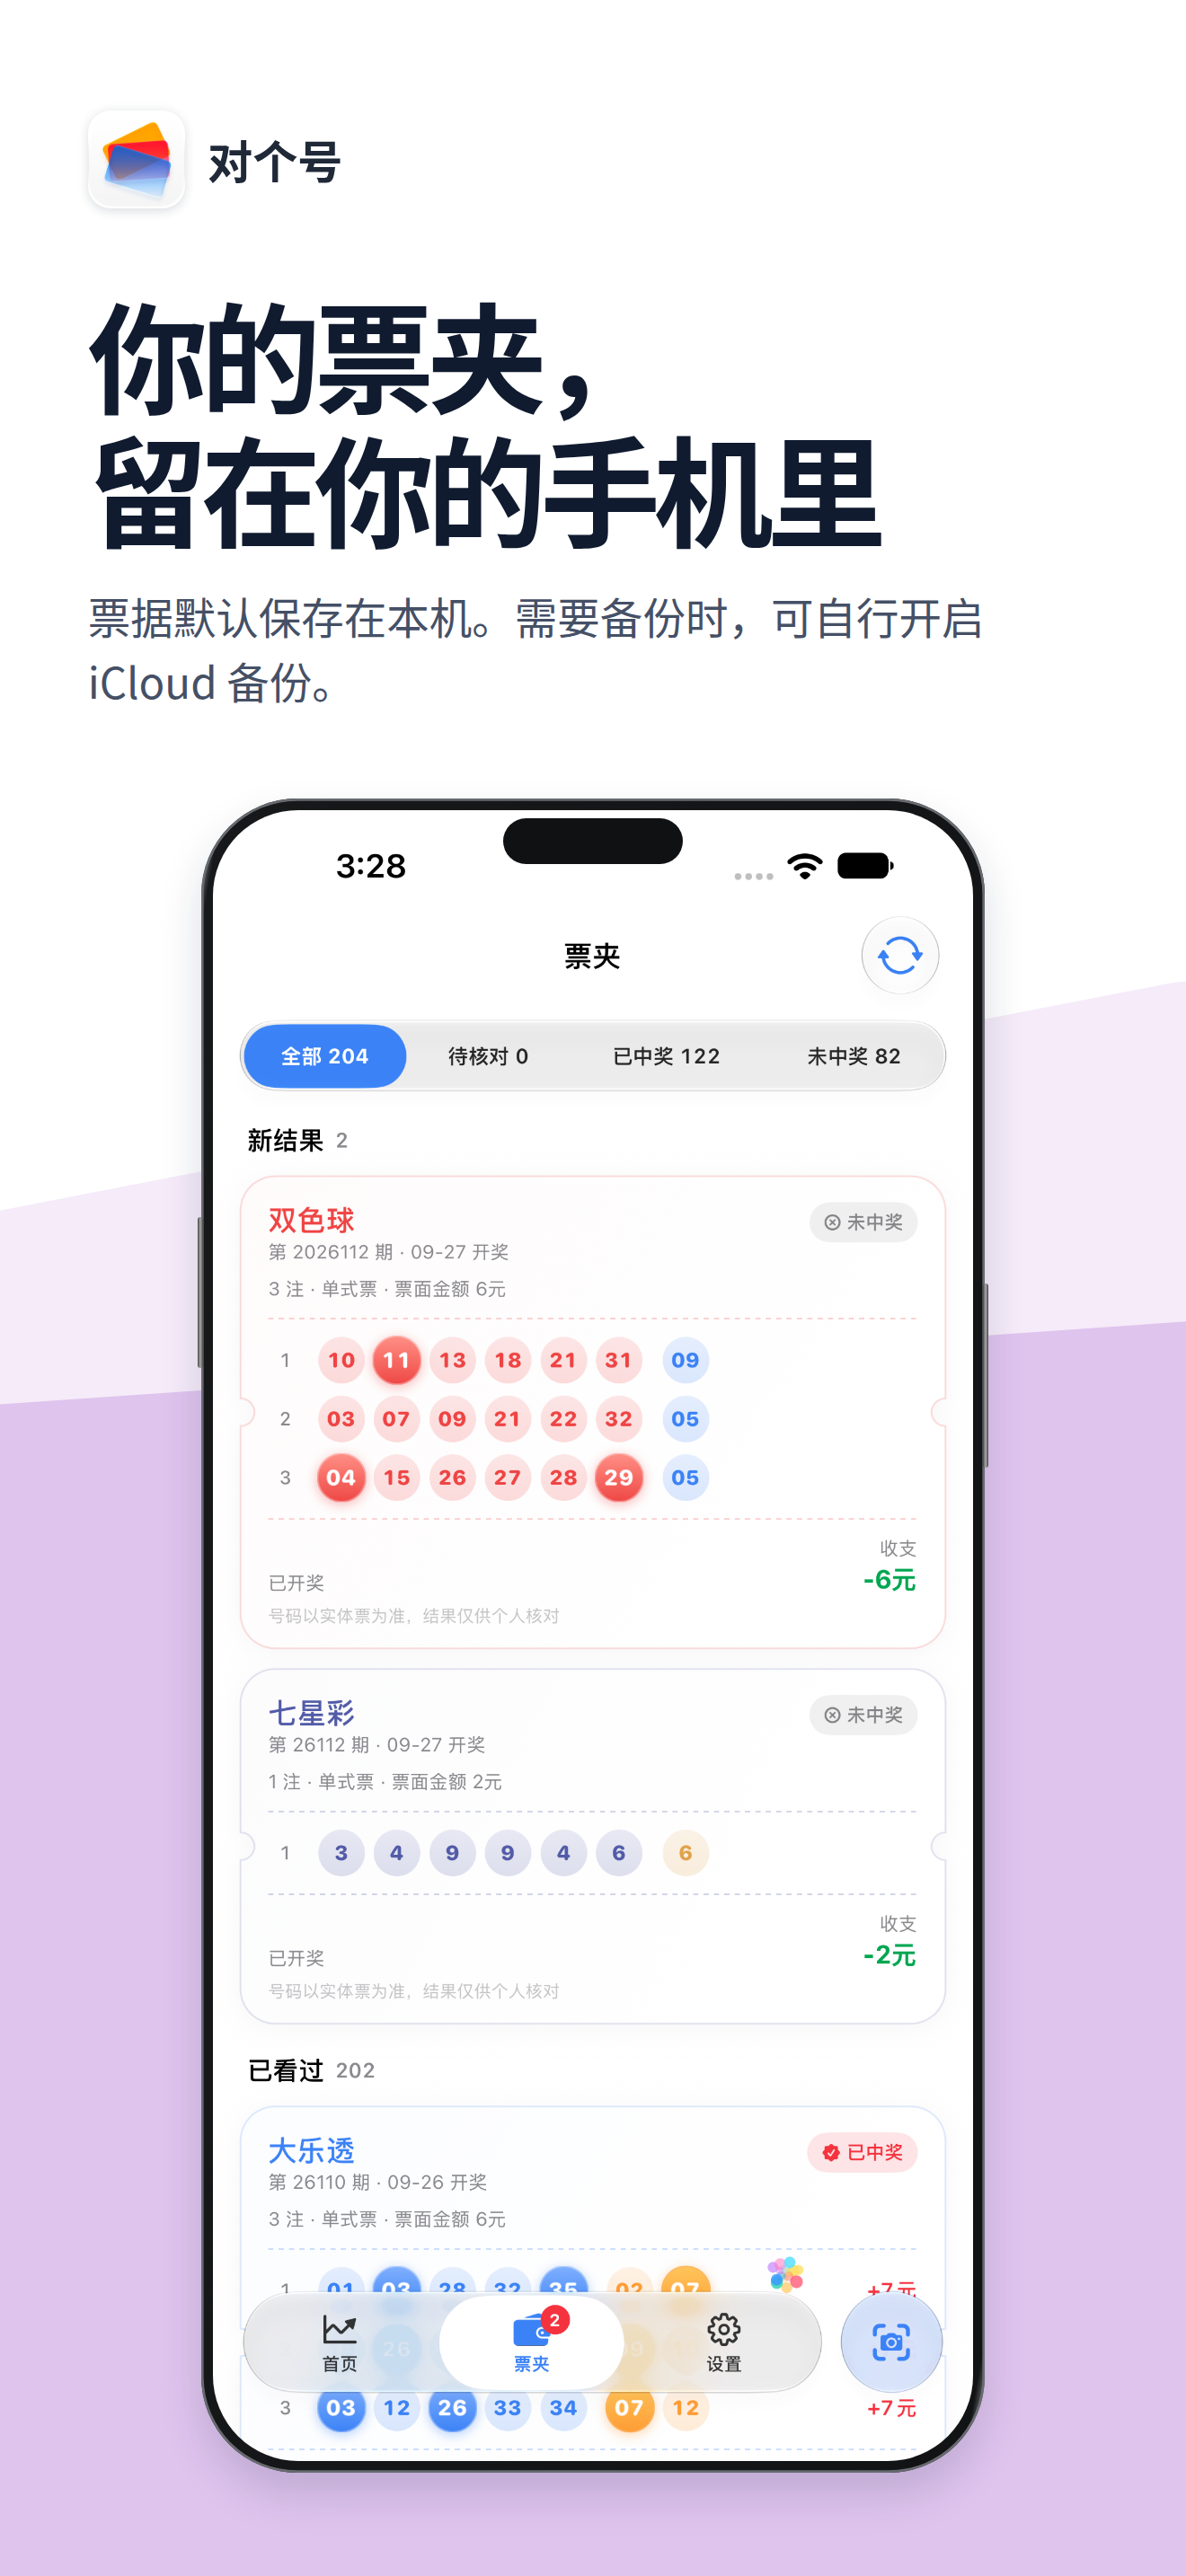 对个号
你的票夹，
留在你的手机里
票据默认保存在本机。需要备份时，可自行开启
iCloud 备份。
3:28
票夹
全部 204 待核对 0 已中奖 122 未中奖 82
新结果 2
双色球 未中奖
第 2026112 期 · 09-27 开奖
3 注 · 单式票 · 票面金额 6元
1 10 11 13 18 21 31 09
2 03 07 09 21 22 32 05
3 04 15 26 27 28 29 05
收支
已开奖 -6元
号码以实体票为准，结果仅供个人核对
七星彩 未中奖
第 26112 期 · 09-27 开奖
1 注 · 单式票 · 票面金额 2元
1 3 4 9 9 4 6 6
收支
已开奖 -2元
号码以实体票为准，结果仅供个人核对
已看过 202
大乐透 已中奖
第 26110 期 · 09-26 开奖
3 注 · 单式票 · 票面金额 6元
1 01 03 28 32 35 02 07 +7元
26
2
首页 票夹 设置
3 03 12 26 33 34 07 12 +7元